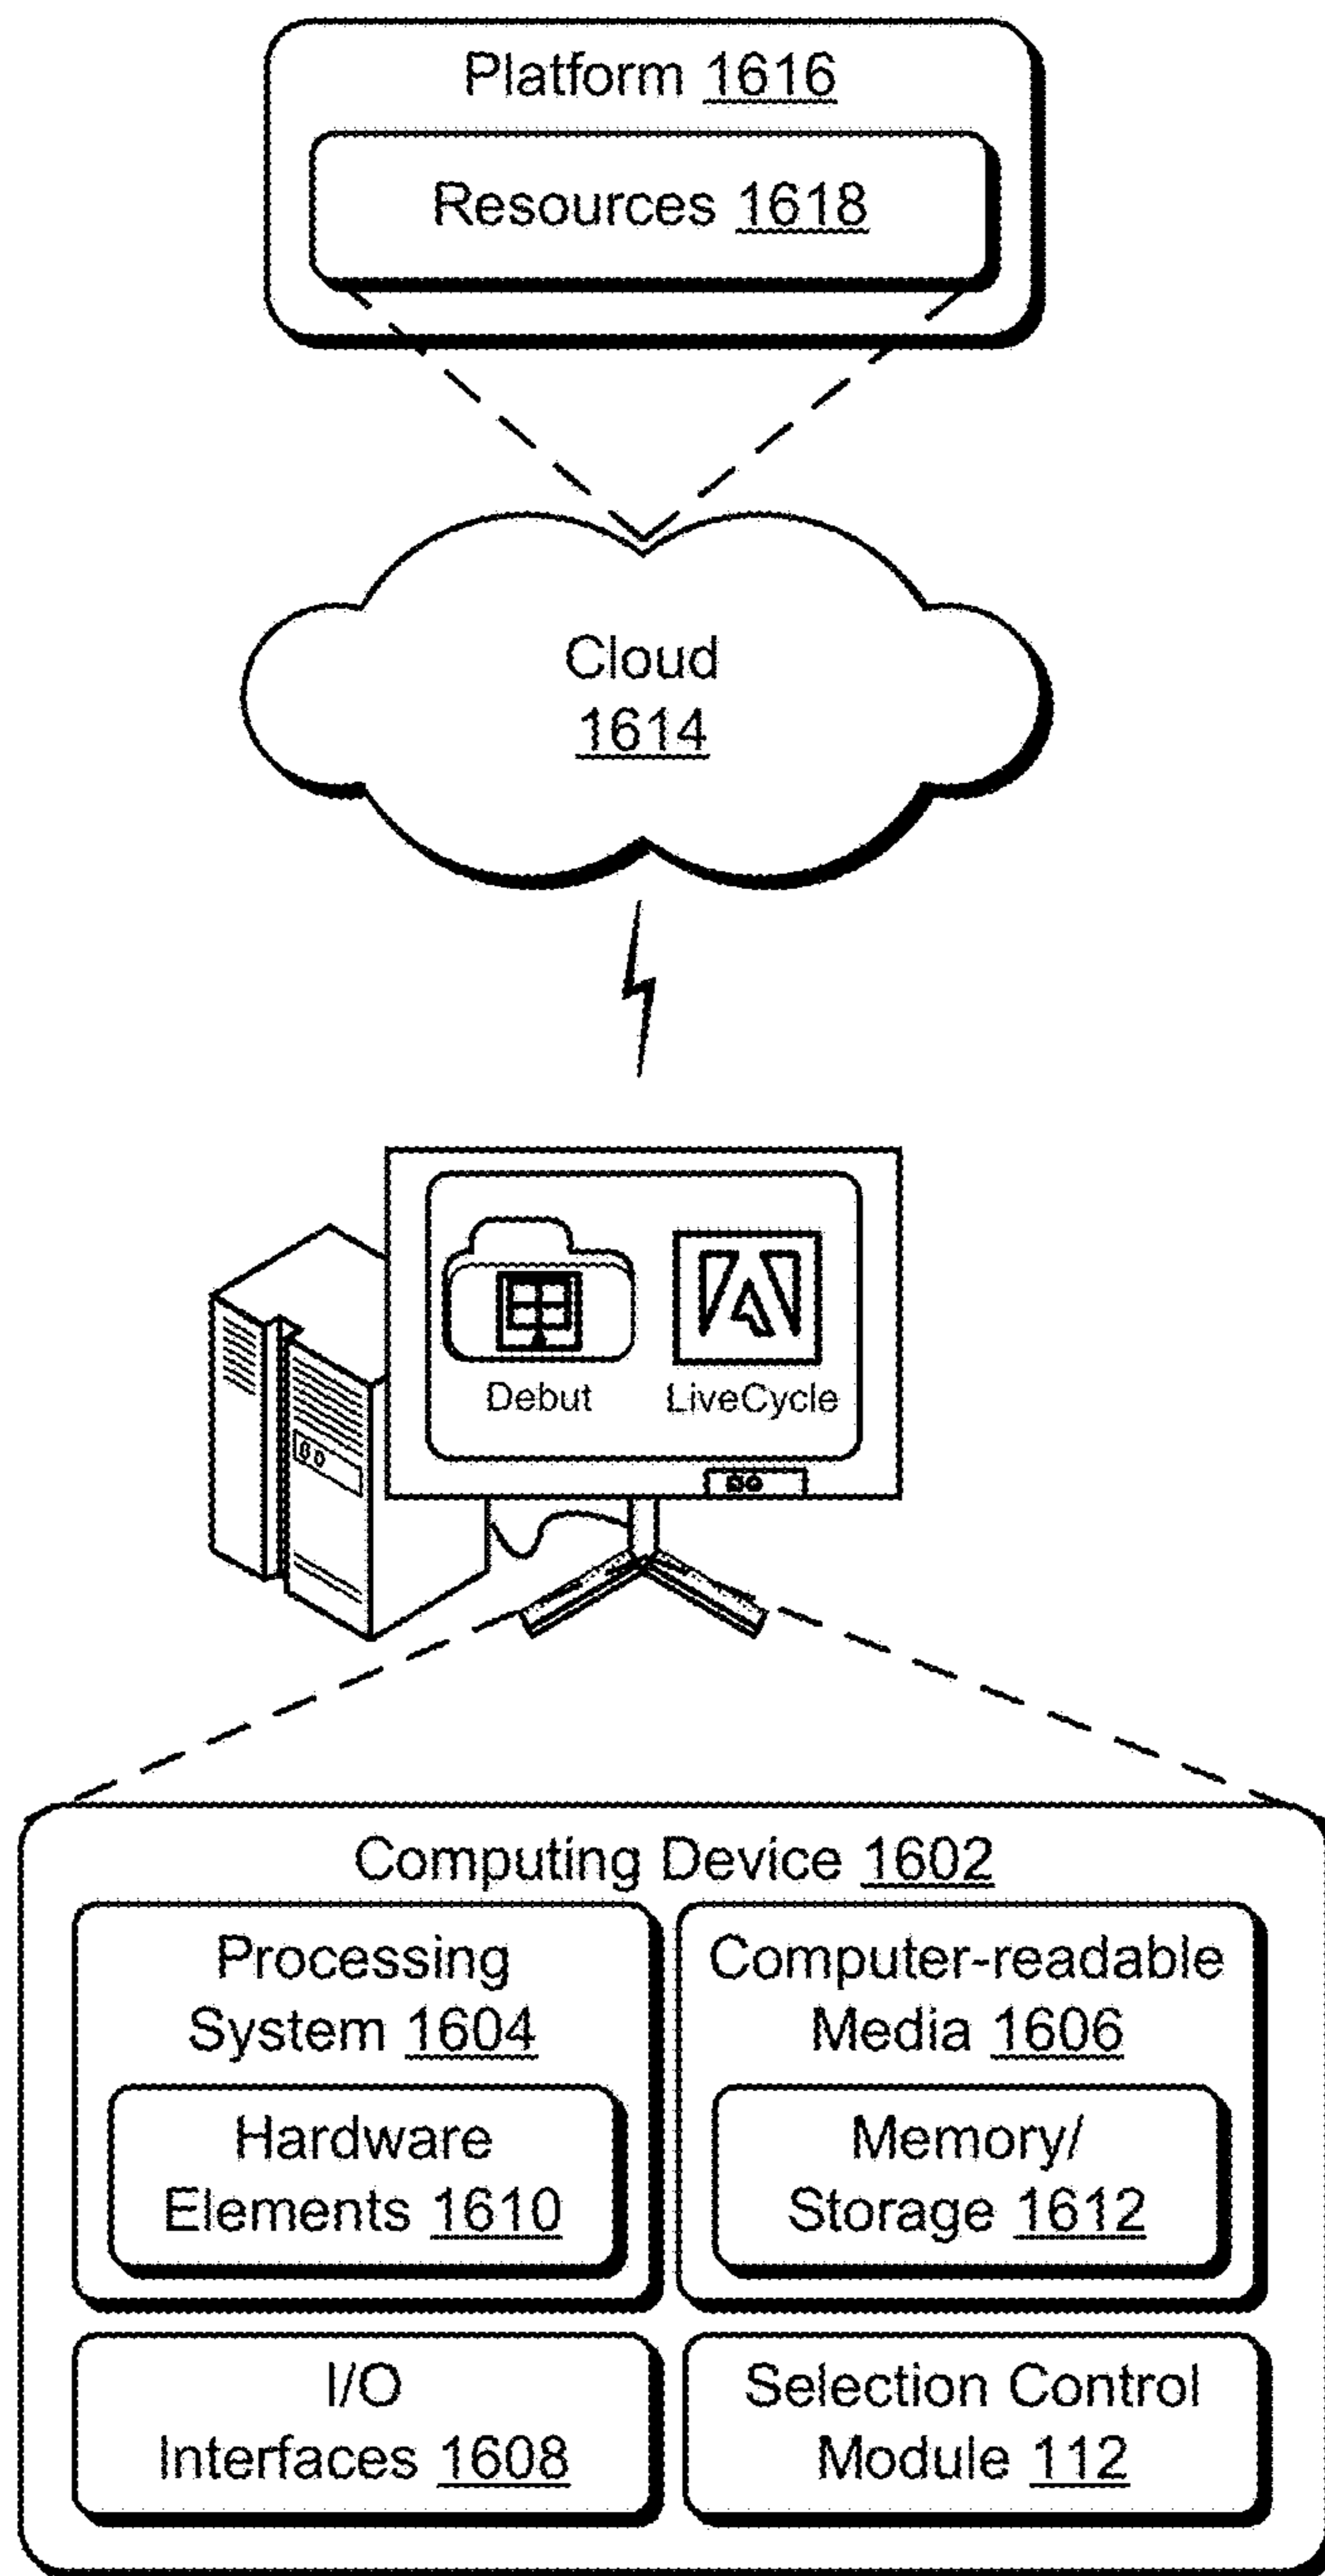 Platform 1616
Resources 1618
Cloud
1614
Debut
LiveCycle
Computing Device 1602
Processing
System 1604
Hardware
Elements 1610
Computer-readable
Media 1606
Memory/
Storage 1612
I/O
Interfaces 1608
Selection Control
Module 112